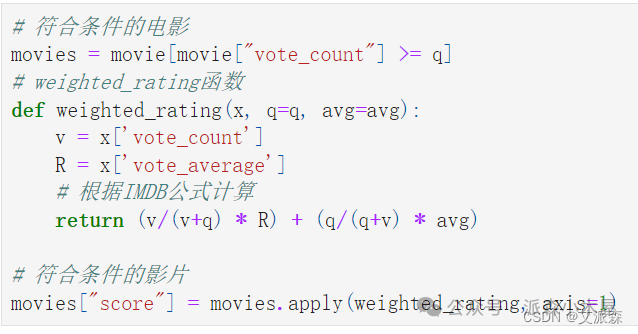 # 符合条件的电影
movies = movie[movie["vote_count"] >= q]
# weighted_rating函数
def weighted_rating(x, q=q, avg=avg):
    v = x['vote_count']
    R = x['vote_average']
    # 根据IMDB公式计算
    return (v/(v+q) * R) + (q/(q+v) * avg)
# 符合条件的影片
movies["score"] = movies.apply(weighted_rating, axis=1)
公众号
CSDN @艾派森